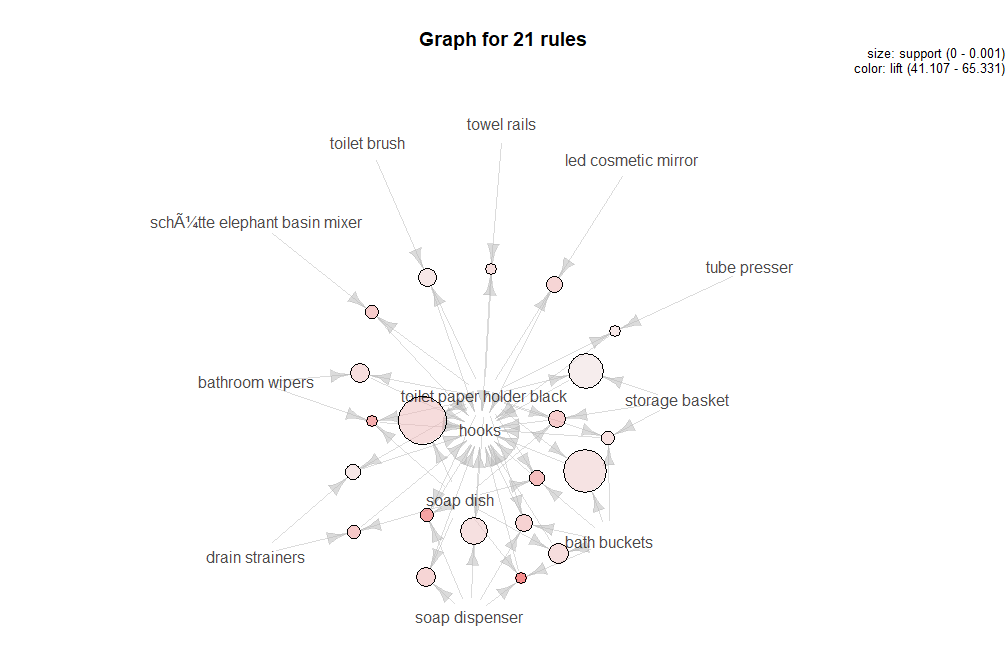 Graph for 21 rules
size: support (0 - 0.001)
color: lift (41.107 - 65.331)
towel rails
toilet brush
led cosmetic mirror
schÃ¼tte elephant basin mixer
tube presser
bathroom wipers
toilet paper holder black
storage basket
hooks
soap dish
bath buckets
drain strainers
soap dispenser